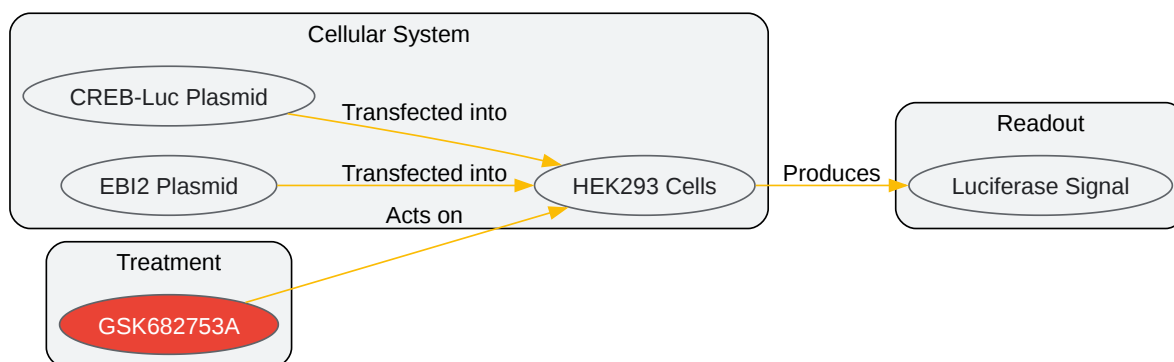 Cellular System
CREB-Luc Plasmid
Transfected into
EBI2 Plasmid
Transfected into
HEK293 Cells
Acts on
Produces
Readout
Luciferase Signal
Treatment
GSK682753A